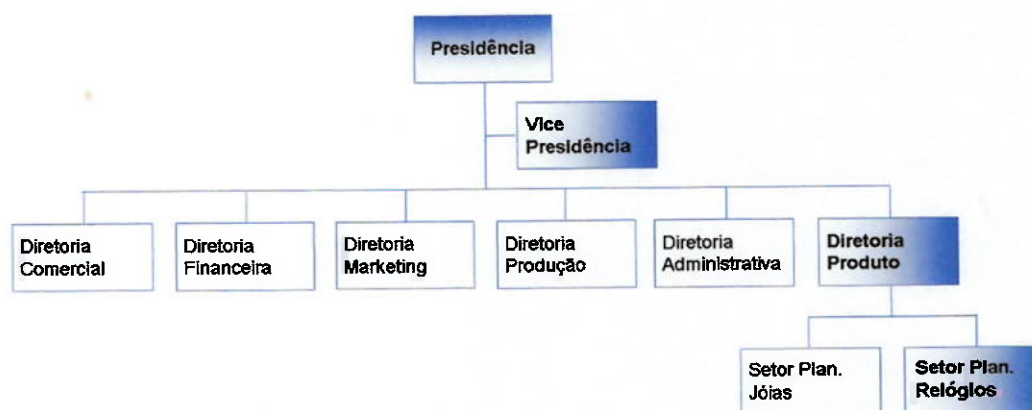 Presidência
Vice
Presidência
Diretoria
Comercial
Diretoria
Financeira
Diretoria
Marketing
Diretoria
Produção
Diretoria
Administrativa
Diretoria
Produto
Setor Plan.
Jóias
Setor Plan.
Relógios